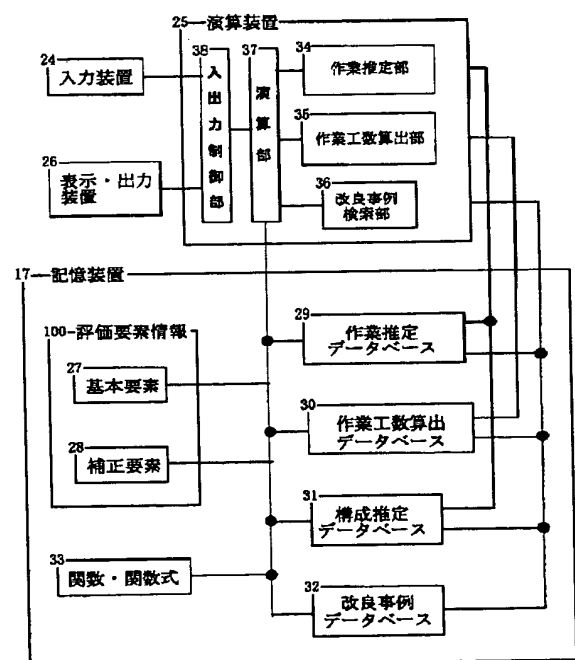 25 演算装置
24 入力装置
26 表示・出力
装置
38 入出力制御部
37 演算部
34 作業推定部
35 作業工数算出部
36 改良事例
検索部
17 記憶装置
100 評価要素情報
27 基本要素
28 補正要素
33 関数・関数式
29 作業推定
データベース
30 作業工数算出
データベース
31 構成推定
データベース
32 改良事例
データベース